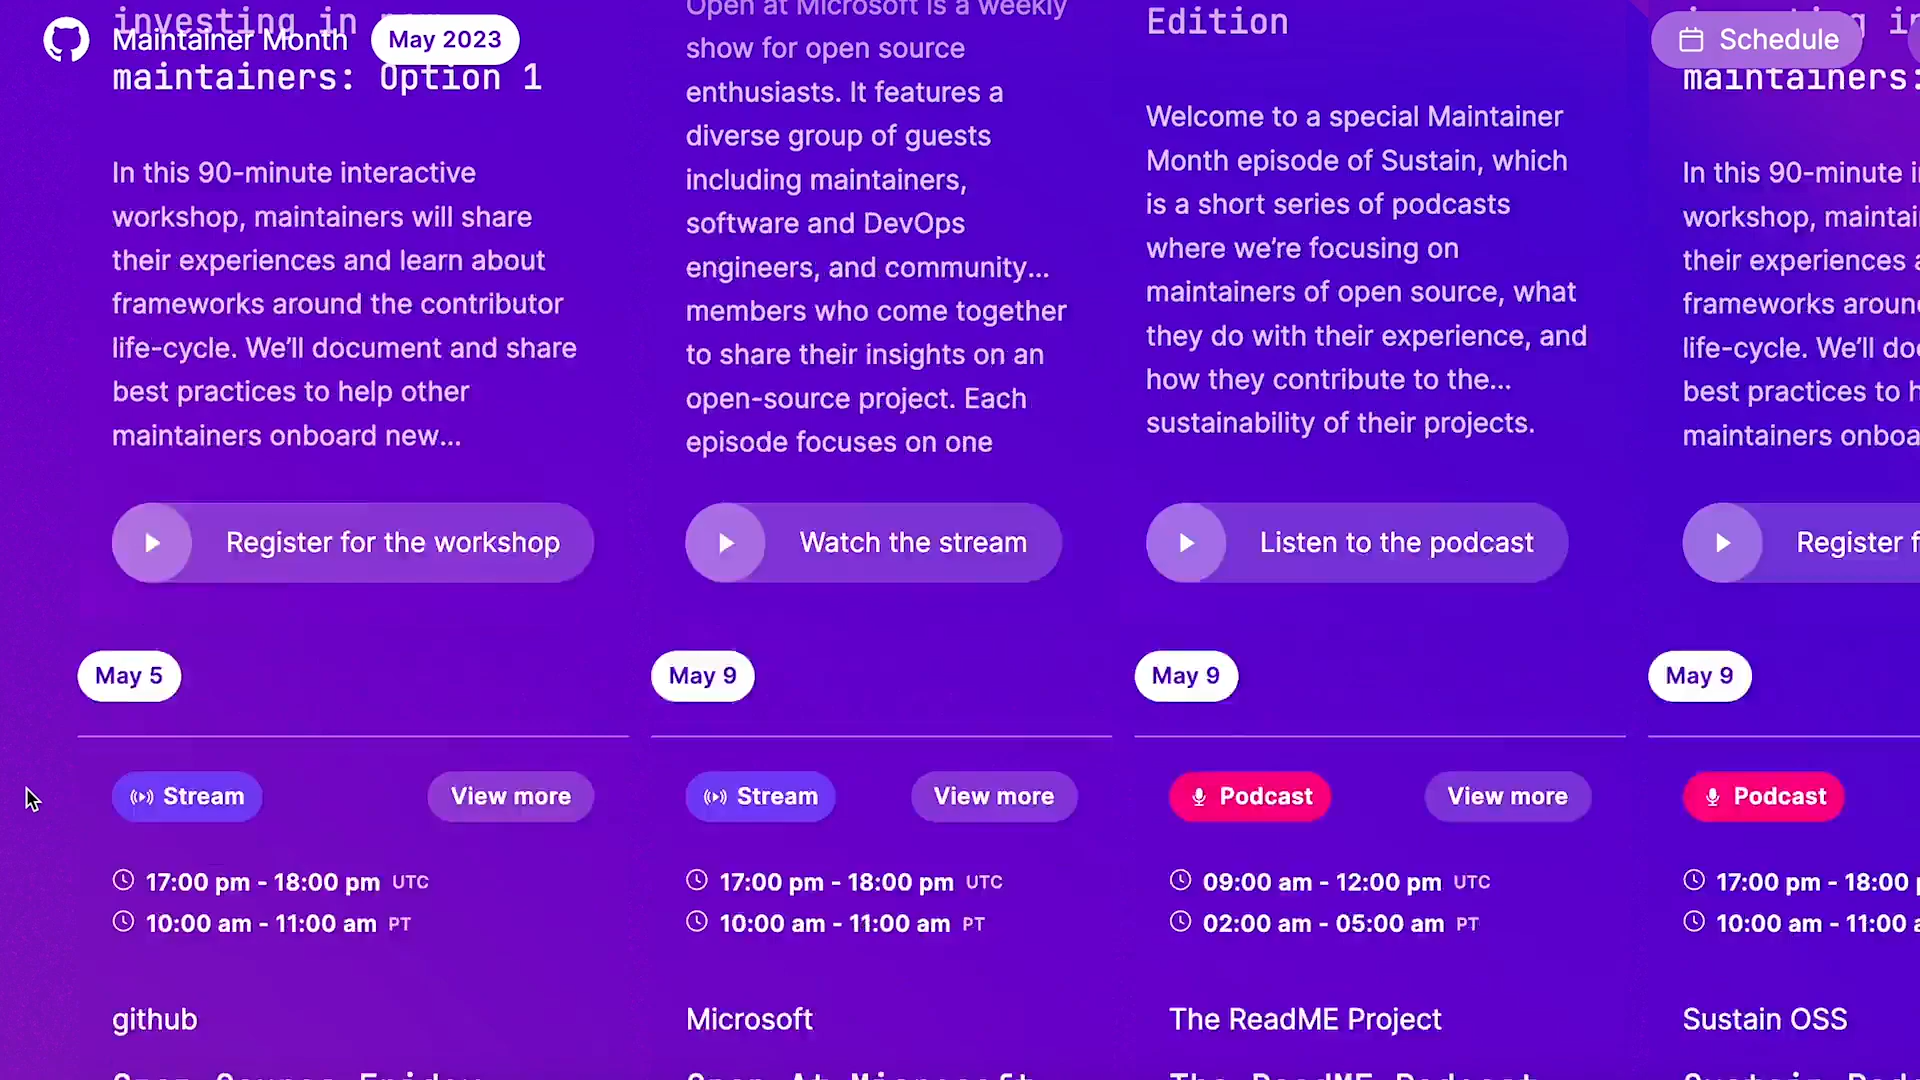 Maintainer Month
May 2023
Schedule
investing in
maintainers: Option 1
In this 90-minute interactive
workshop, maintainers will share
their experiences and learn about
frameworks around the contributor
life-cycle. We’ll document and share
best practices to help other
maintainers onboard new...
Register for the workshop
Open at Microsoft is a weekly
show for open source
enthusiasts. It features a
diverse group of guests
including maintainers,
software and DevOps
engineers, and community...
members who come together
to share their insights on an
open-source project. Each
episode focuses on one
Watch the stream
Edition
Welcome to a special Maintainer
Month episode of Sustain, which
is a short series of podcasts
where we’re focusing on
maintainers of open source, what
they do with their experience, and
how they contribute to the...
sustainability of their projects.
Listen to the podcast
maintainers:
In this 90-minute
workshop,
their experiences
frameworks
life-cycle. We’ll
best practices to
maintainers
Register
May 5
Stream
View more
17:00 pm - 18:00 pm UTC
10:00 am - 11:00 am PT
github
May 9
Stream
View more
17:00 pm - 18:00 pm UTC
10:00 am - 11:00 am PT
Microsoft
Open At Microsoft
May 9
Podcast
View more
09:00 am - 12:00 pm UTC
02:00 am - 05:00 am PT
The ReadME Project
The ReadME Podcast
May 9
Podcast
17:00 pm - 18:00
10:00 am - 11:00
Sustain OSS